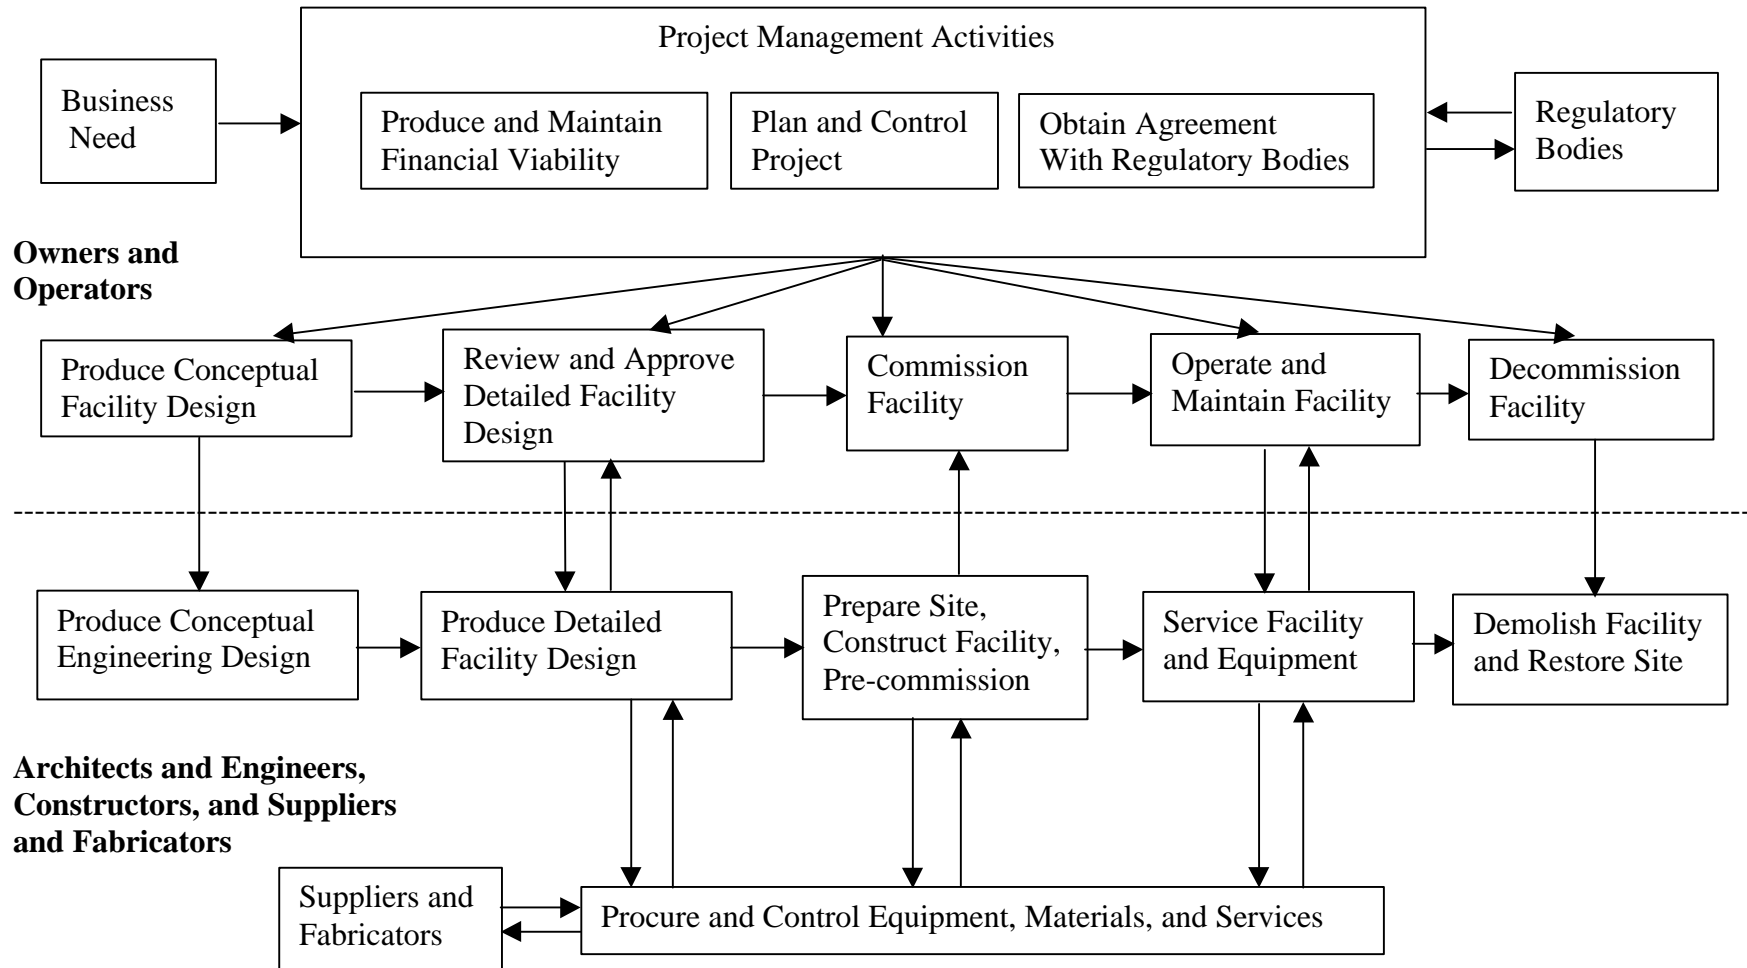 Project Management Activities
Business
Need
Produce and Maintain
Financial Viability
Plan and Control
Project
Obtain Agreement
With Regulatory Bodies
Regulatory
Bodies
Owners and
Operators
Produce Conceptual
Facility Design
Review and Approve
Detailed Facility
Design
Commission
Facility
Operate and
Maintain Facility
Decommission
Facility
Produce Conceptual
Engineering Design
Produce Detailed
Facility Design
Prepare Site,
Construct Facility,
Pre-commission
Service Facility
and Equipment
Demolish Facility
and Restore Site
Architects and Engineers,
Constructors, and Suppliers
and Fabricators
Suppliers and
Fabricators
Procure and Control Equipment, Materials, and Services